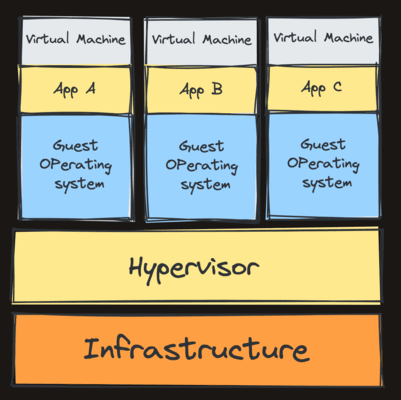 Virtual Machine
Virtual Machine
Virtual Machine
App A
App B
App C
Guest
OPerating
system
Guest
OPerating
system
Guest
OPerating
system
Hypervisor
Infrastructure